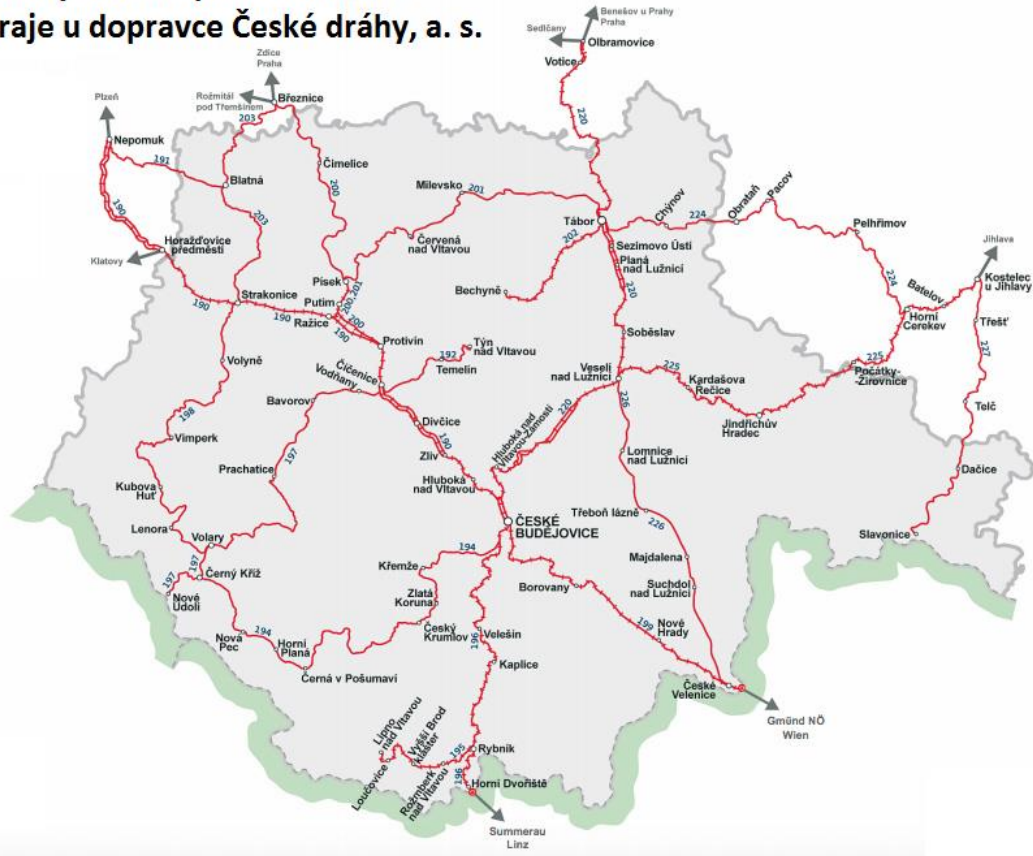 raje u dopravce České dráhy, a. s.
Benešov u Prahy
Praha
Sedlčany
Olbramovice
Votice
220
Zdice
Praha
Rožmitál
pod Třemšínem
Březnice
203
Plzeň
Nepomuk
191
Blatná
Čimelice
200
190
203
Milevsko
201
Tábor
Chýnov
224
Obrataň
Pacov
Pelhřimov
Červená
nad Vltavou
202
Sezimovo Ústí
Planá
nad Lužnicí
220
Horažďovice
předměstí
Klatovy
Jihlava
Kostelec
u Jihlavy
224
Batelov
Horní
Cerekev
Třešť
227
Bechyně
Písek
Putim
200,201
200
190
Strakonice
190
190
Ražice
Protivín
Soběslav
Týn
nad Vltavou
192
Temelín
Číčenice
Vodňany
Volyně
Bavorov
Veselí
nad Lužnicí
225
Kardašova
Řečice
225
Počátky-
-Žirovnice
Jindřichův
Hradec
Telč
198
Vimperk
197
Prachatice
Dívčice
190
Zliv
Hluboká
nad Vltavou
Hluboká nad
Vltavou-Zámostí
220
226
Lomnice
nad Lužnicí
Dačice
Kubova
Huť
Lenora
Volary
Třeboň lázně
226
Slavonice
ČESKÉ
BUDĚJOVICE
197
Černý Kříž
197
Nové
Údolí
194
Křemže
Zlatá
Koruna
Borovany
Majdalena
Suchdol
nad Lužnicí
Nová
Pec
194
Horní
Planá
Český
Krumlov
Velešín
196
199
Nové
Hrady
Černá v Pošumaví
Kaplice
České
Velenice
Gmünd NÖ
Wien
Lipno
nad Vltavou
Vyšší Brod
klášter
195
Rybník
Loučovice
Rožmberk
nad Vltavou
196
Horní Dvořiště
Summerau
Linz